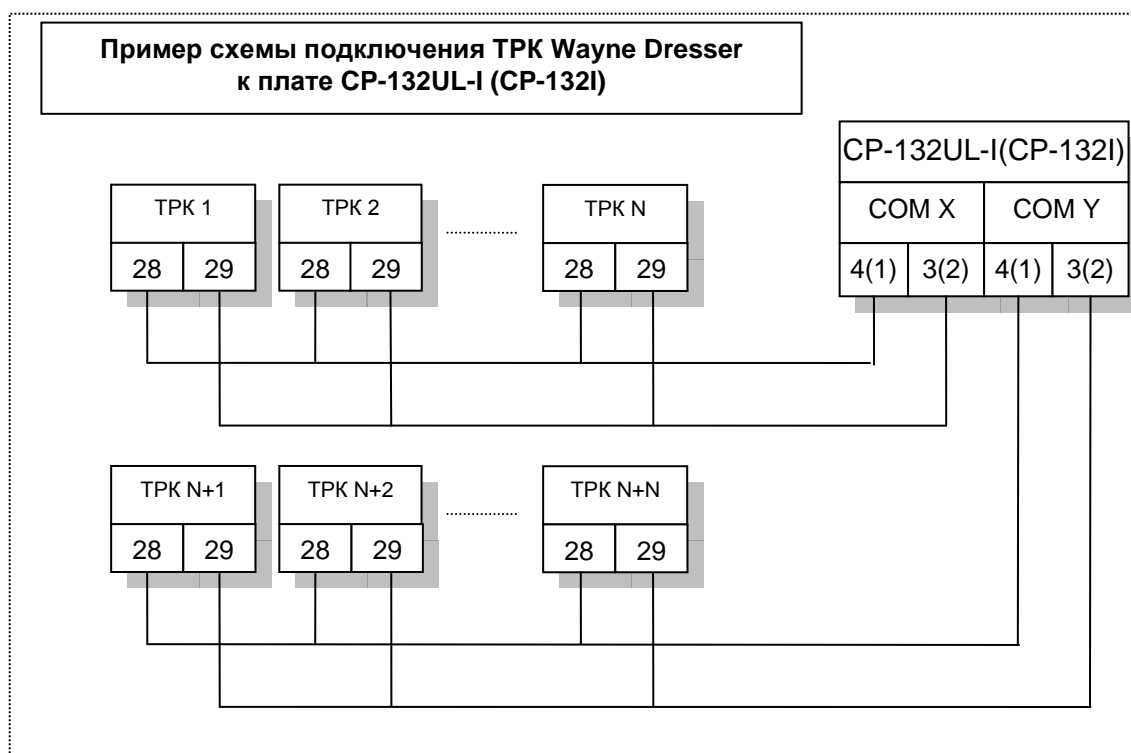 Пример схемы подключения ТРК Wayne Dresser
к плате CP-132UL-I (CP-132I)
CP-132UL-I(CP-132I)
COM X COM Y
4(1) 3(2) 4(1) 3(2)
ТРК 1 ТРК 2 ТРК N
28 29 28 29 28 29
ТРК N+1 ТРК N+2 ТРК N+N
28 29 28 29 28 29